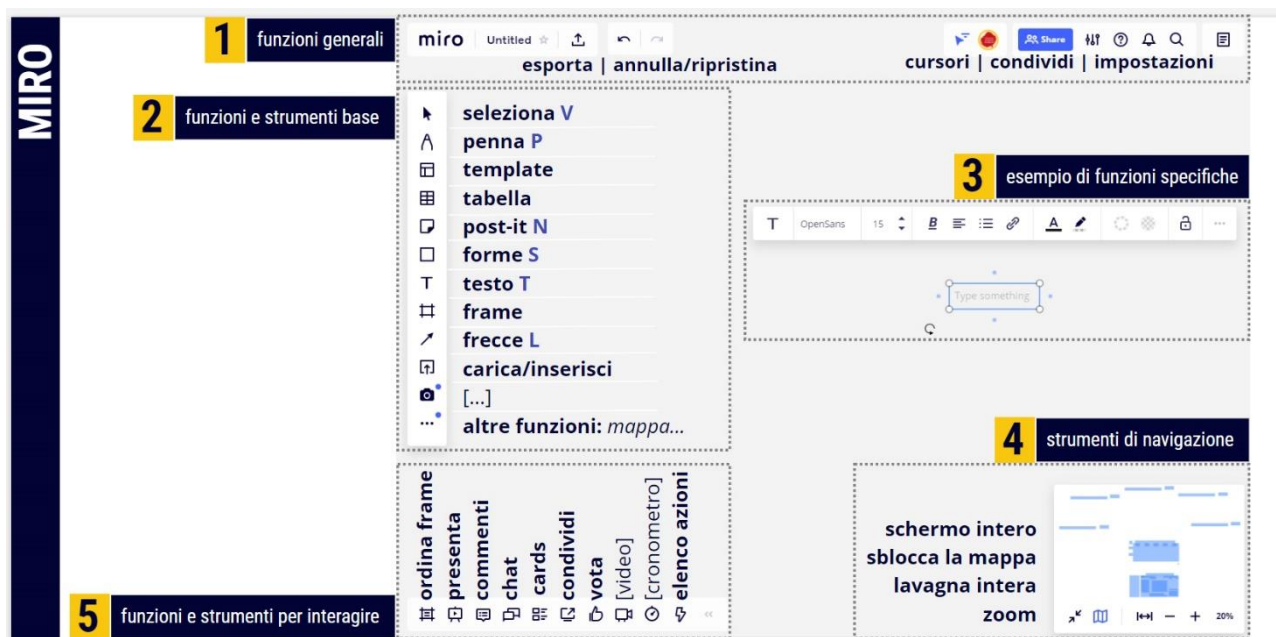 MIRO
1 funzioni generali
miro Untitled
Share
esporta | annulla/ripristina
cursori | condividi | impostazioni
2 funzioni e strumenti base
seleziona V
penna P
template
tabella
post-it N
forme S
testo T
frame
frecce L
carica/inserisci
[...]
altre funzioni: mappa...
3 esempio di funzioni specifiche
T OpenSans 15 B A ...
Type something
4 strumenti di navigazione
schermo intero
sblocca la mappa
lavagna intera
zoom
20%
5 funzioni e strumenti per interagire
ordina frame
presenta
commenti
chat
cards
condividi
vota
[video]
[cronometro]
elenco azioni